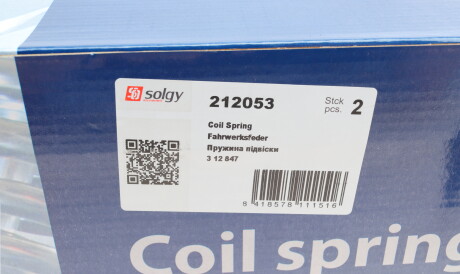 solgy
212053
Stck
pcs. 2
Coil Spring
Fahrwerksfeder
Пружина підвіски
3 12 847
8 418578 111516
Coil spring